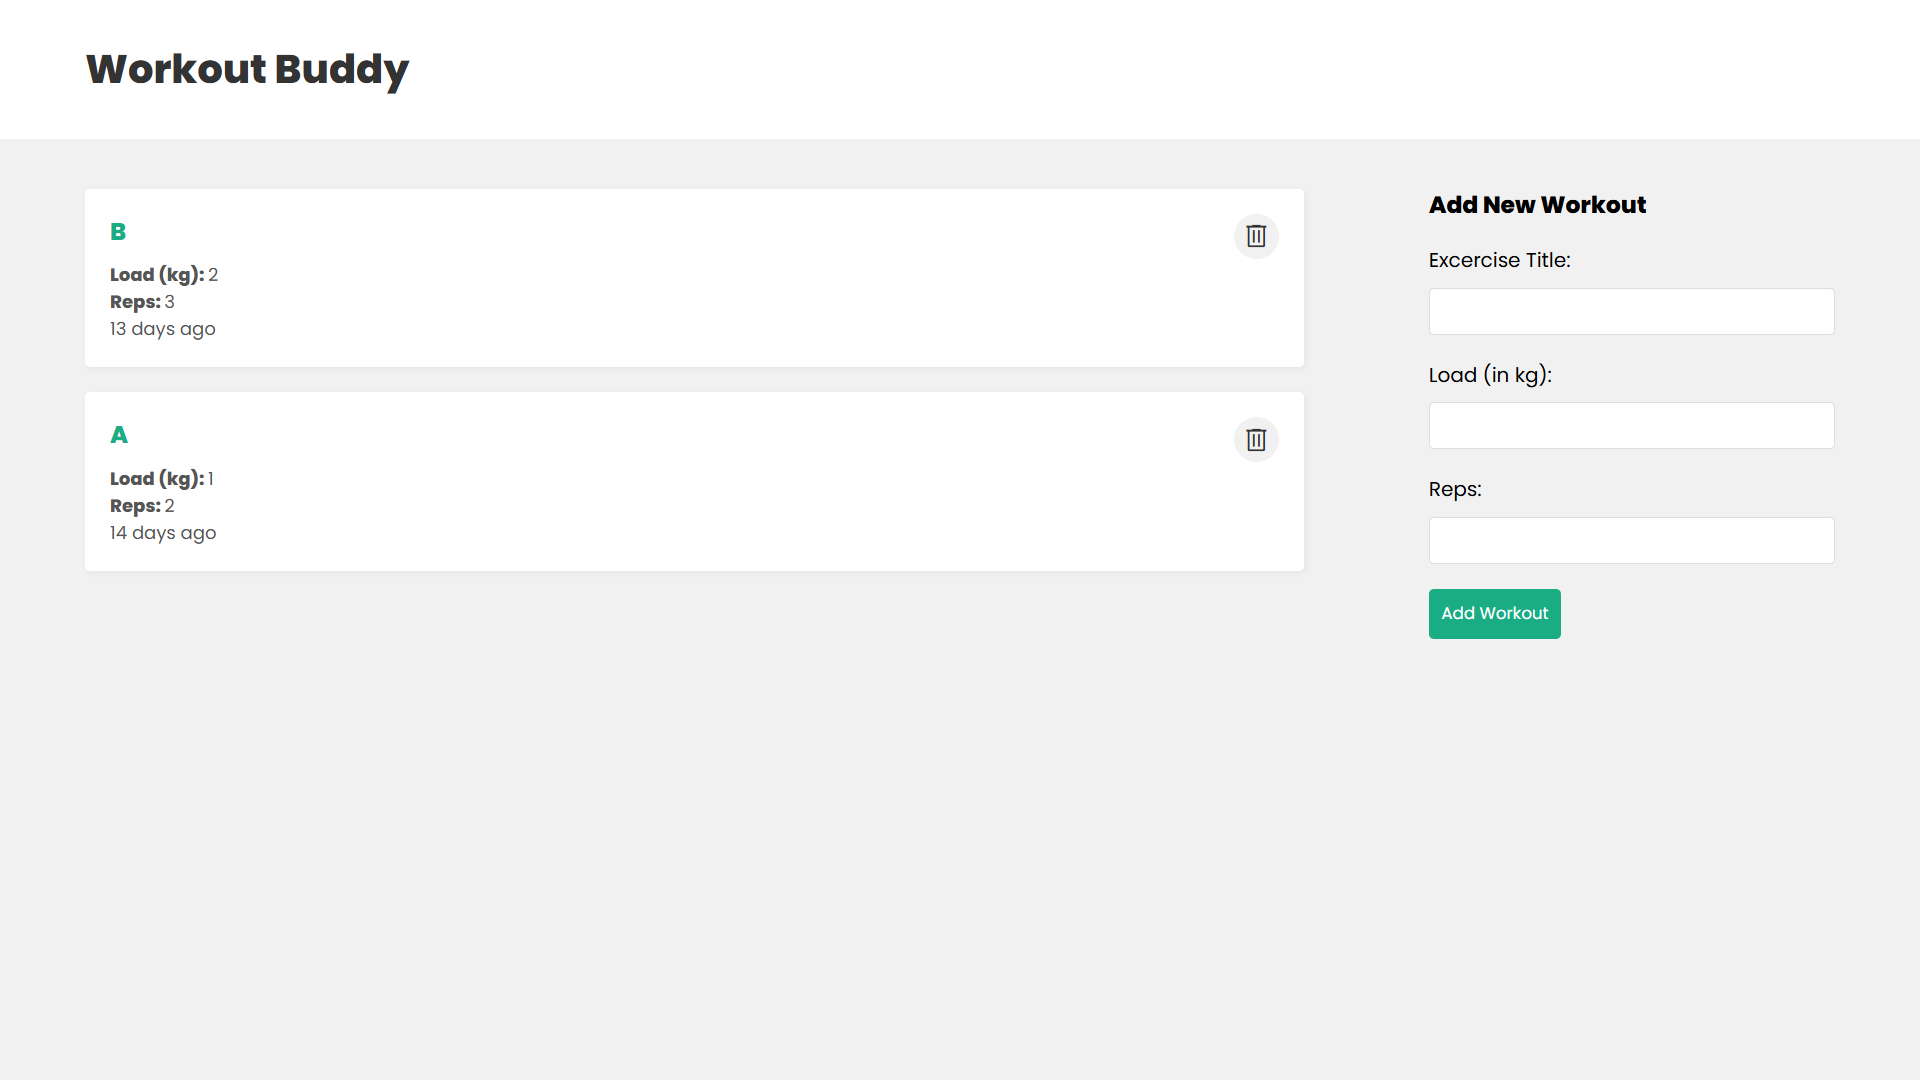 Workout Buddy
B
Load (kg): 2
Reps: 3
13 days ago
A
Load (kg): 1
Reps: 2
14 days ago
Add New Workout
Excercise Title:
Load (in kg):
Reps:
Add Workout